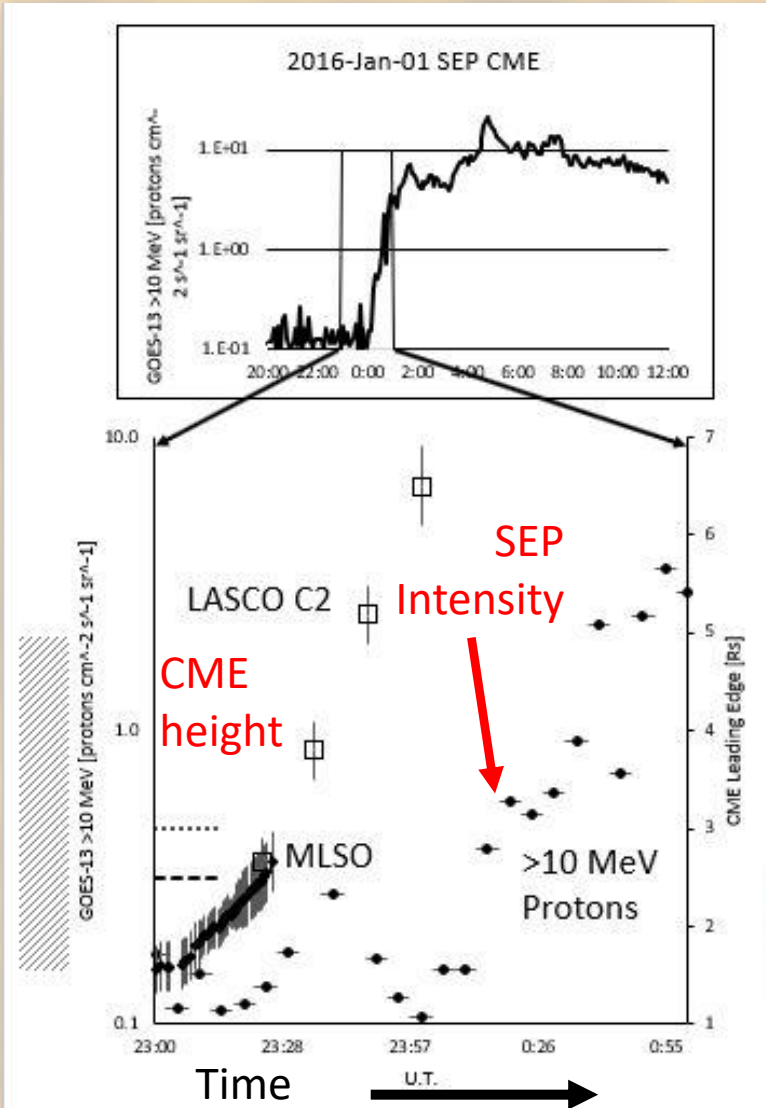 2016-Jan-01 SEP CME
GOES-13 >10 MeV [protons cm^-
2 s^-1 sr^-1]
1.E+01
1.E+00
1.E-01
20:00 22:00 0:00 2:00 4:00 6:00 8:00 10:00 12:00
10.0
7
GOES-13 >10 MeV [protons cm^-2 s^-1 sr^-1]
6
SEP
Intensity
LASCO C2
5
CME
height
1.0
4
CME Leading Edge [Rs]
3
MLSO
>10 MeV
Protons
2
0.1
1
23:00 23:28 23:57 0:26 0:55
U.T.
Time